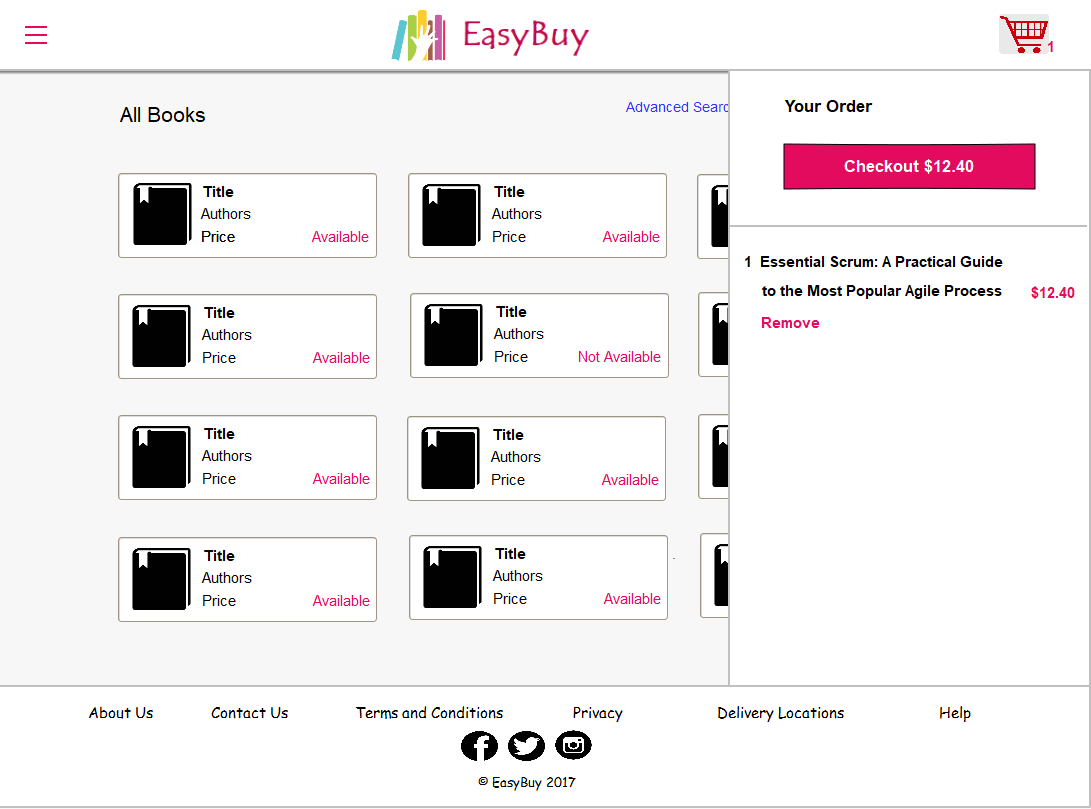 EasyBuy
1
All Books
Advanced Searc
Your Order
Checkout $12.40
Title
Authors
Price
Available
Title
Authors
Price
Available
1 Essential Scrum: A Practical Guide
to the Most Popular Agile Process
$12.40
Remove
Title
Authors
Price
Available
Title
Authors
Price
Not Available
Title
Authors
Price
Available
Title
Authors
Price
Available
Title
Authors
Price
Available
Title
Authors
Price
Available
About Us
Contact Us
Terms and Conditions
Privacy
Delivery Locations
Help
© EasyBuy 2017